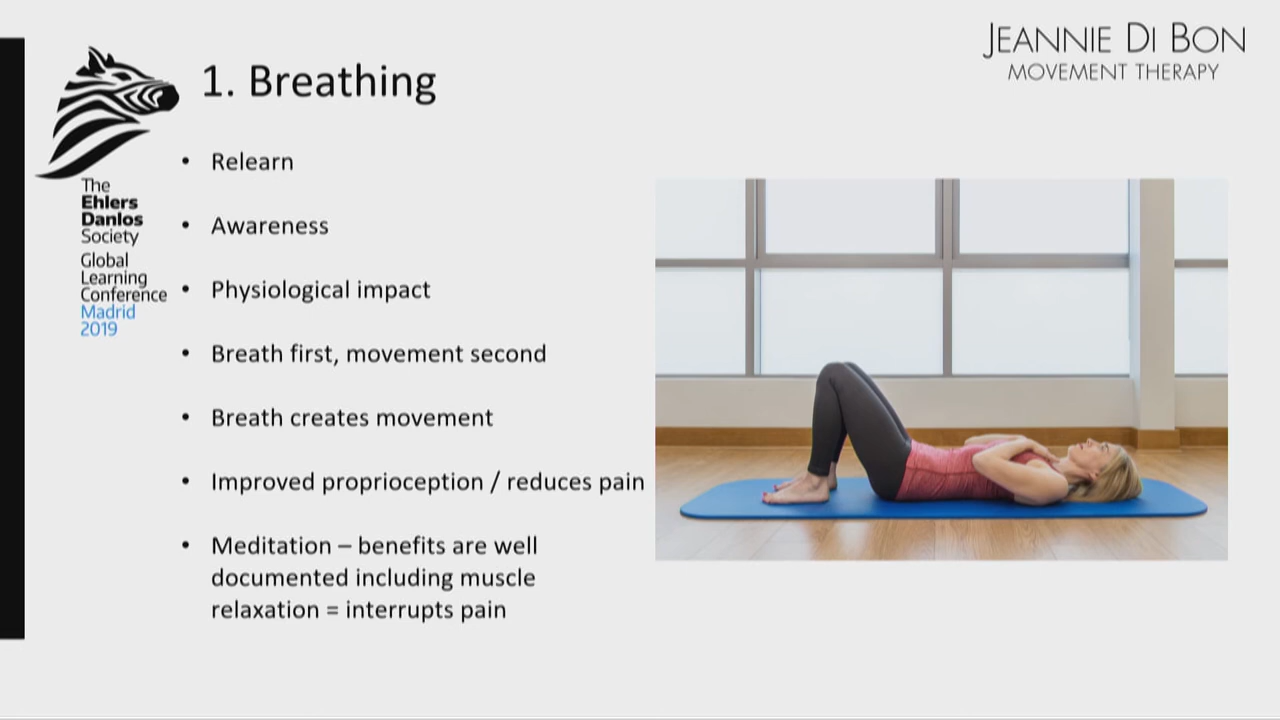 JEANNIE DI BON
MOVEMENT THERAPY
1. Breathing
The
Ehlers
Danlos
Society
Global
Learning
Conference
Madrid
2019
• Relearn
• Awareness
• Physiological impact
• Breath first, movement second
• Breath creates movement
• Improved proprioception / reduces pain
• Meditation – benefits are well
documented including muscle
relaxation = interrupts pain